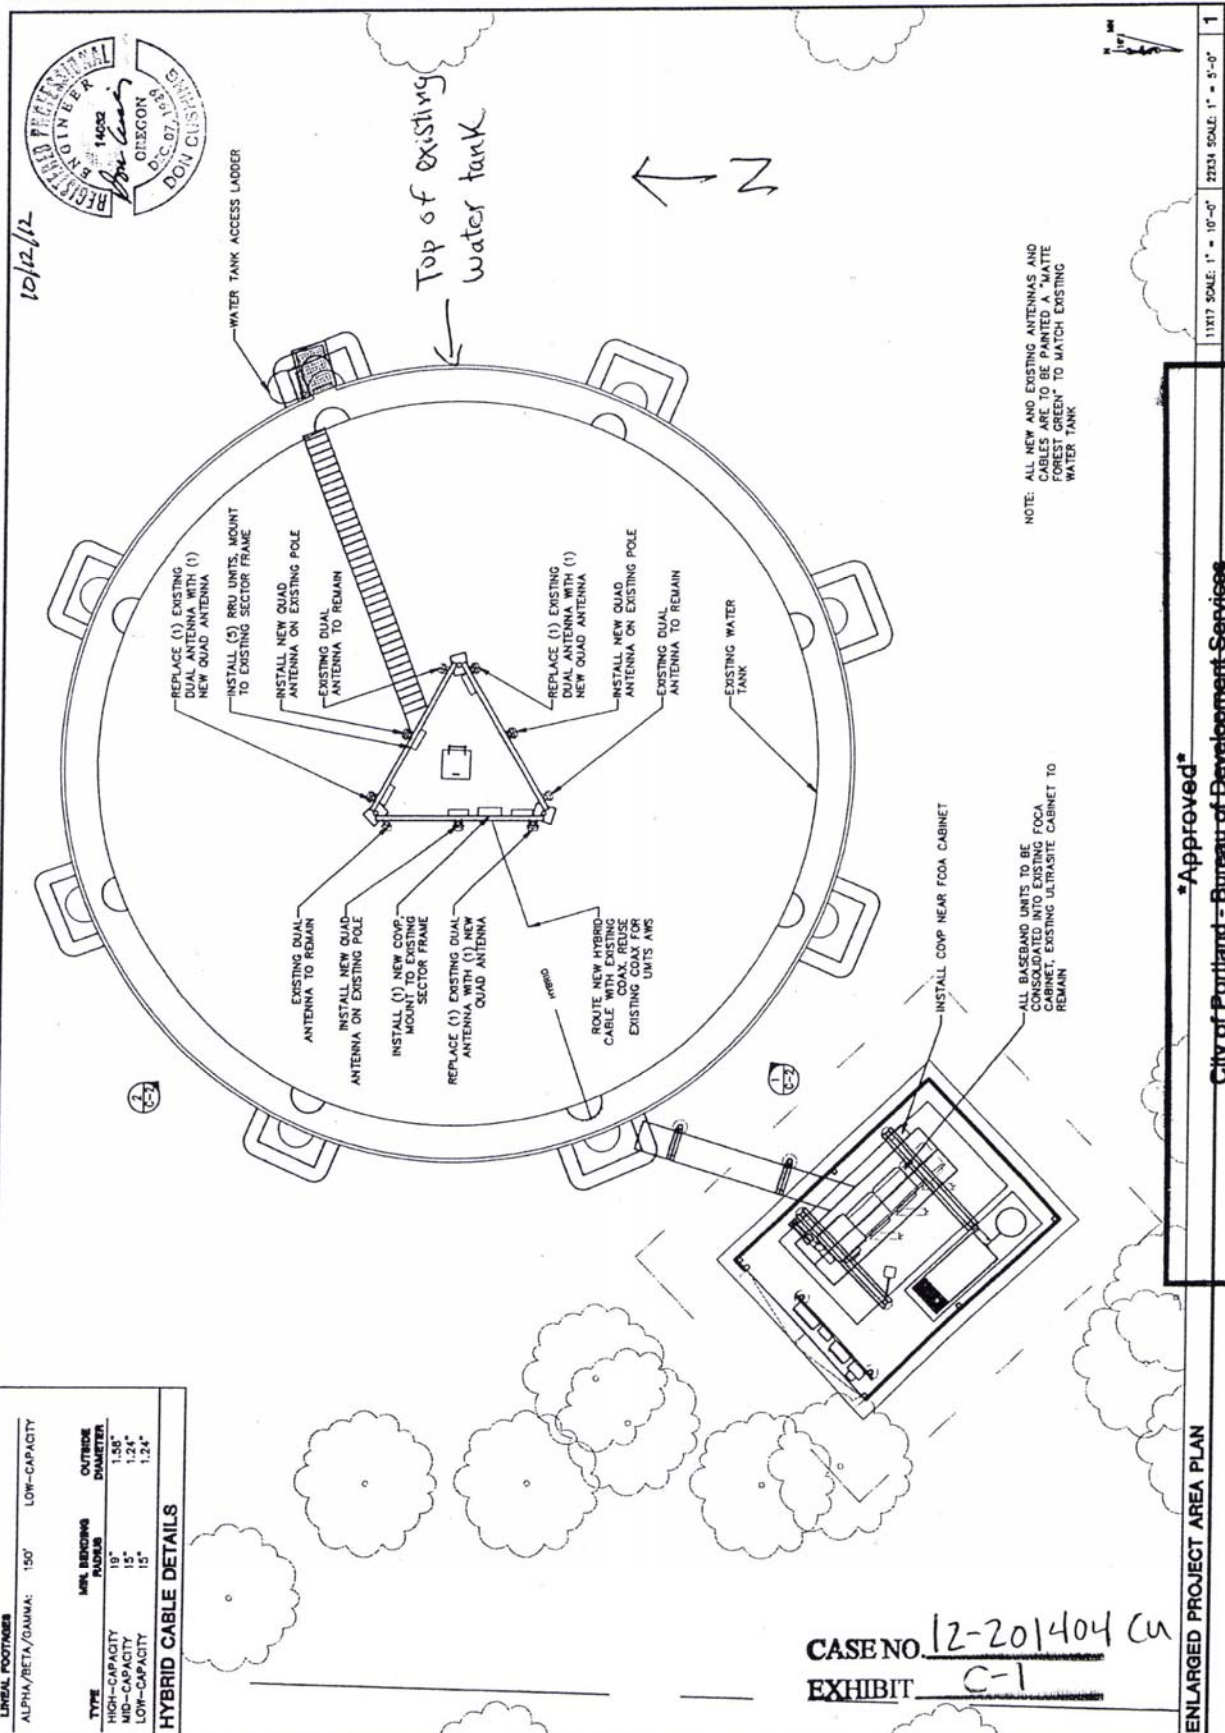 10/12/12
REGISTERED PROFESSIONAL
ENGINEER
14052
OREGON
DEC. 07, 1989
DON CUSHING
WATER TANK ACCESS LADDER
Top of existing
water tank
N
N MN
REPLACE (1) EXISTING
DUAL ANTENNA WITH (1)
NEW QUAD ANTENNA
INSTALL (5) RRU UNITS, MOUNT
TO EXISTING SECTOR FRAME
INSTALL NEW QUAD
ANTENNA ON EXISTING POLE
EXISTING DUAL
ANTENNA TO REMAIN
REPLACE (1) EXISTING
DUAL ANTENNA WITH (1)
NEW QUAD ANTENNA
INSTALL NEW QUAD
ANTENNA ON EXISTING POLE
EXISTING DUAL
ANTENNA TO REMAIN
EXISTING WATER
TANK
NOTE: ALL NEW AND EXISTING ANTENNAS AND
CABLES ARE TO BE PAINTED A "MATTE
FOREST GREEN" TO MATCH EXISTING
WATER TANK
EXISTING DUAL
ANTENNA TO REMAIN
INSTALL NEW QUAD
ANTENNA ON EXISTING POLE
INSTALL (1) NEW COVP,
MOUNT TO EXISTING
SECTOR FRAME
REPLACE (1) EXISTING DUAL
ANTENNA WITH (1) NEW
QUAD ANTENNA
HYBRID
ROUTE NEW HYBRID
CABLE WITH EXISTING
COAX. REUSE
EXISTING COAX FOR
UMTS AWS
2
C-2
1
C-2
INSTALL COVP NEAR FCOA CABINET
ALL BASEBAND UNITS TO BE
CONSOLIDATED INTO EXISTING FOCA
CABINET, EXISTING ULTRASITE CABINET TO
REMAIN
LINEAL FOOTAGES
ALPHA/BETA/GAMMA: 150' LOW-CAPACITY
TYPE MIN. BENDING RADIUS OUTSIDE DIAMETER
HIGH-CAPACITY 19" 1.58"
MID-CAPACITY 15" 1.24"
LOW-CAPACITY 15" 1.24"
HYBRID CABLE DETAILS
*Approved*
City of Portland - Bureau of Development Services
CASE NO. 12-201404 CU
EXHIBIT C-1
ENLARGED PROJECT AREA PLAN
11X17 SCALE: 1" = 10'-0"
22X34 SCALE: 1" = 5'-0"
1